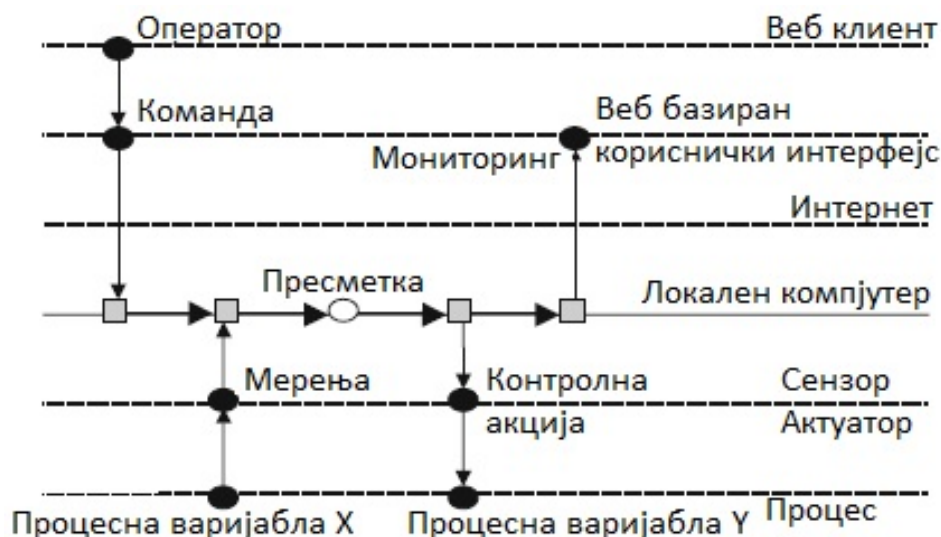 Оператор
Веб клиент
Команда
Веб базиран
Мониторинг
кориснички интерфејс
Интернет
Пресметка
Локален компјутер
Мерења
Контролна
акција
Сензор
Актуатор
Процесна варијабла X
Процесна варијабла Y
Процес